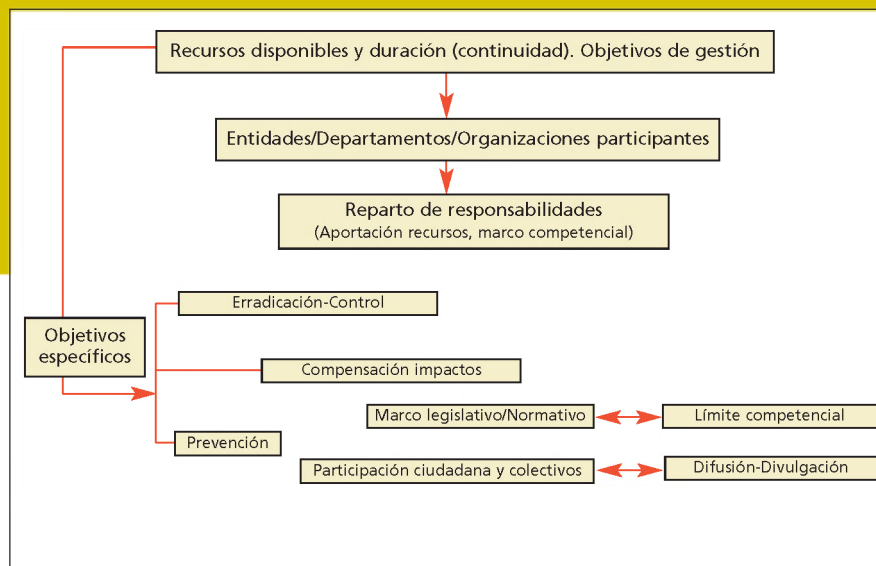 Recursos disponibles y duración (continuidad). Objetivos de gestión
Entidades/Departamentos/Organizaciones participantes
Reparto de responsabilidades
(Aportación recursos, marco competencial)
Erradicación-Control
Objetivos
específicos
Compensación impactos
Marco legislativo/Normativo
Límite competencial
Prevención
Participación ciudadana y colectivos
Difusión-Divulgación